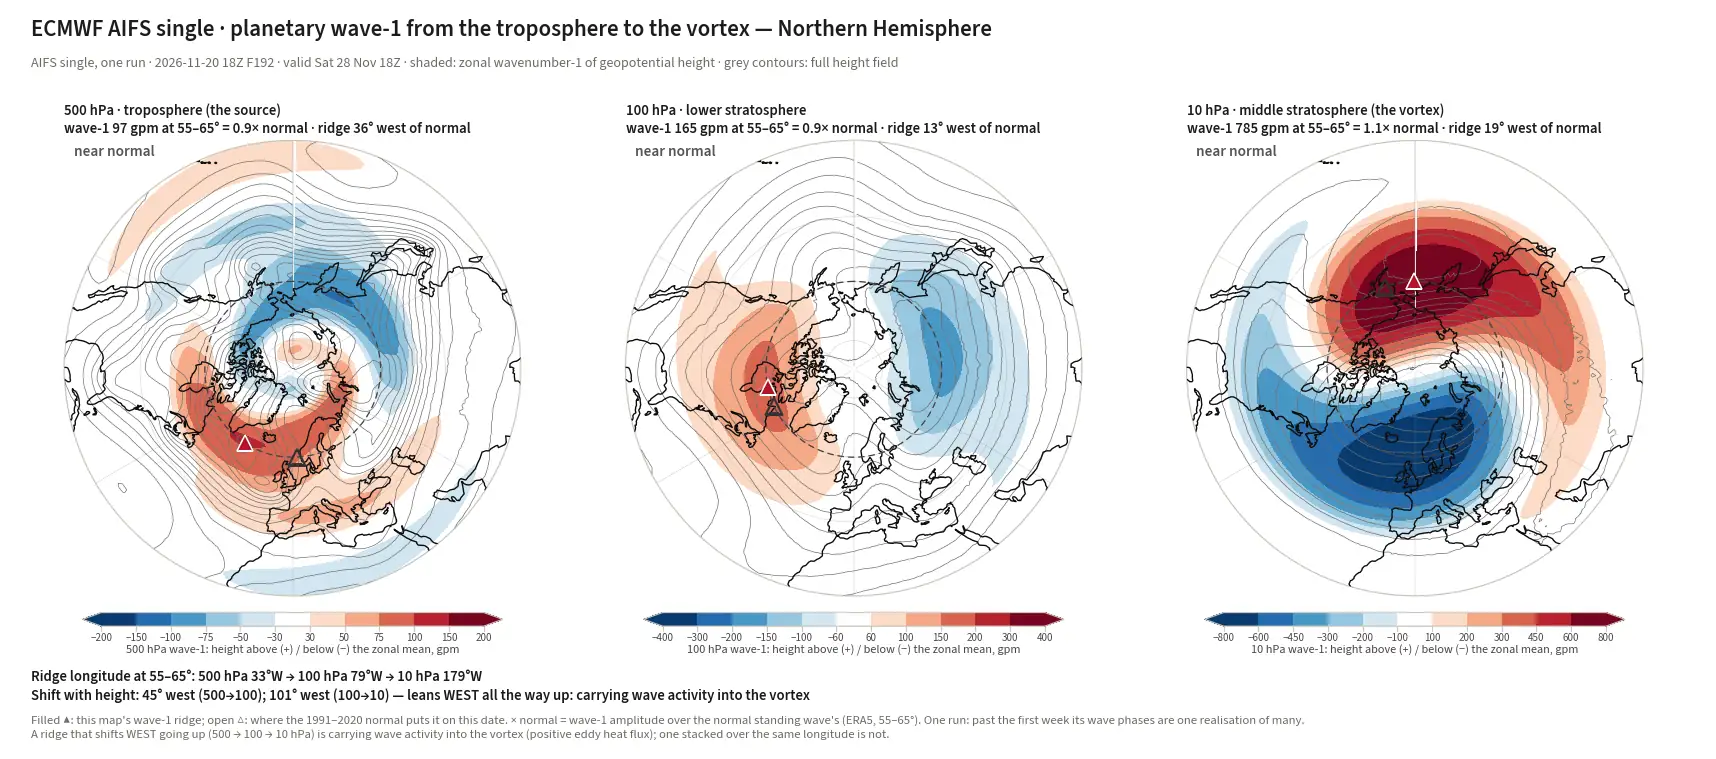 ECMWF AIFS single · planetary wave-1 from the troposphere to the vortex — Northern Hemisphere
AIFS single, one run · 2026-11-20 18Z F192 · valid Sat 28 Nov 18Z · shaded: zonal wavenumber-1 of geopotential height · grey contours: full height field
500 hPa · troposphere (the source)
wave-1 97 gpm at 55–65° = 0.9× normal · ridge 36° west of normal
near normal
100 hPa · lower stratosphere
wave-1 165 gpm at 55–65° = 0.9× normal · ridge 13° west of normal
near normal
10 hPa · middle stratosphere (the vortex)
wave-1 785 gpm at 55–65° = 1.1× normal · ridge 19° west of normal
near normal
−200 −150 −100 −75 −50 −30 30 50 75 100 150 200
500 hPa wave-1: height above (+) / below (−) the zonal mean, gpm
−400 −300 −200 −150 −100 −60 60 100 150 200 300 400
100 hPa wave-1: height above (+) / below (−) the zonal mean, gpm
−800 −600 −450 −300 −200 −100 100 200 300 450 600 800
10 hPa wave-1: height above (+) / below (−) the zonal mean, gpm
Ridge longitude at 55–65°: 500 hPa 33°W → 100 hPa 79°W → 10 hPa 179°W
Shift with height: 45° west (500→100); 101° west (100→10) — leans WEST all the way up: carrying wave activity into the vortex
Filled ▲: this map's wave-1 ridge; open △: where the 1991–2020 normal puts it on this date. × normal = wave-1 amplitude over the normal standing wave's (ERA5, 55–65°). One run: past the first week its wave phases are one realisation of many.
A ridge that shifts WEST going up (500 → 100 → 10 hPa) is carrying wave activity into the vortex (positive eddy heat flux); one stacked over the same longitude is not.